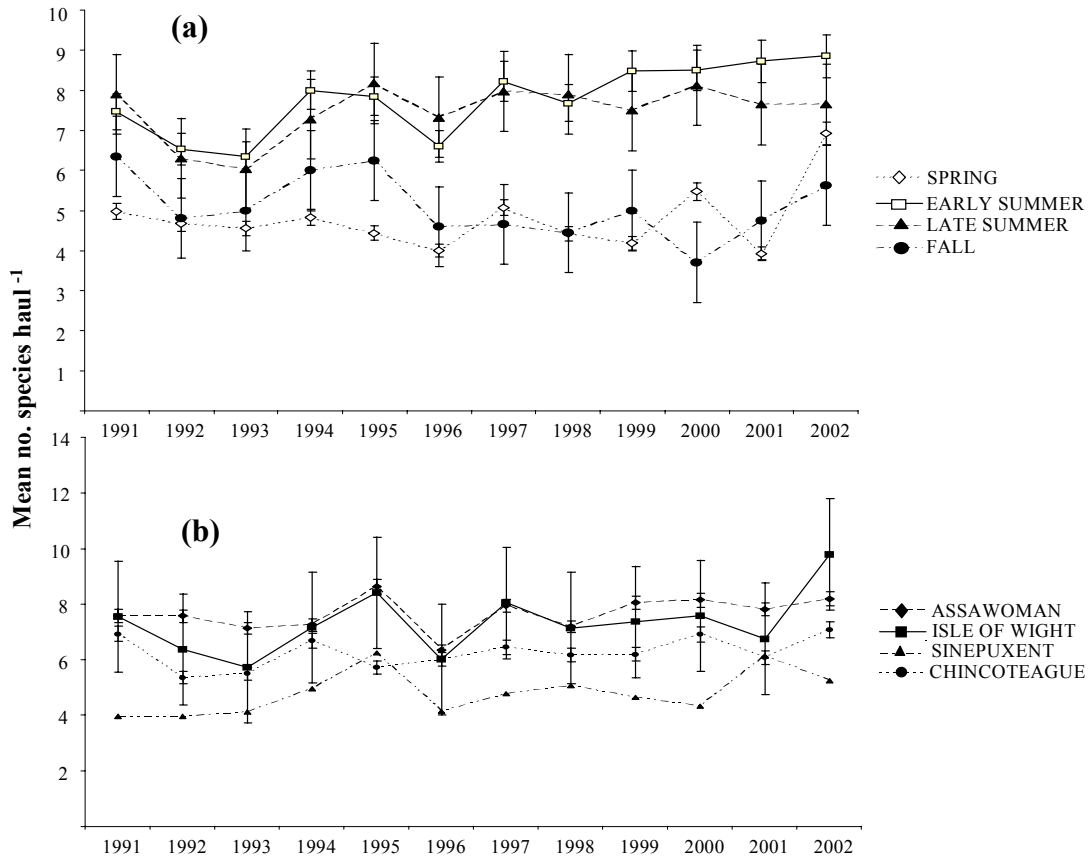 Mean no. species haul -1
(a)
10
9
8
7
6
5
4
3
2
1
1991 1992 1993 1994 1995 1996 1997 1998 1999 2000 2001 2002
SPRING
EARLY SUMMER
LATE SUMMER
FALL
(b)
14
12
10
8
6
4
2
1991 1992 1993 1994 1995 1996 1997 1998 1999 2000 2001 2002
ASSAWOMAN
ISLE OF WIGHT
SINEPUXENT
CHINCOTEAGUE